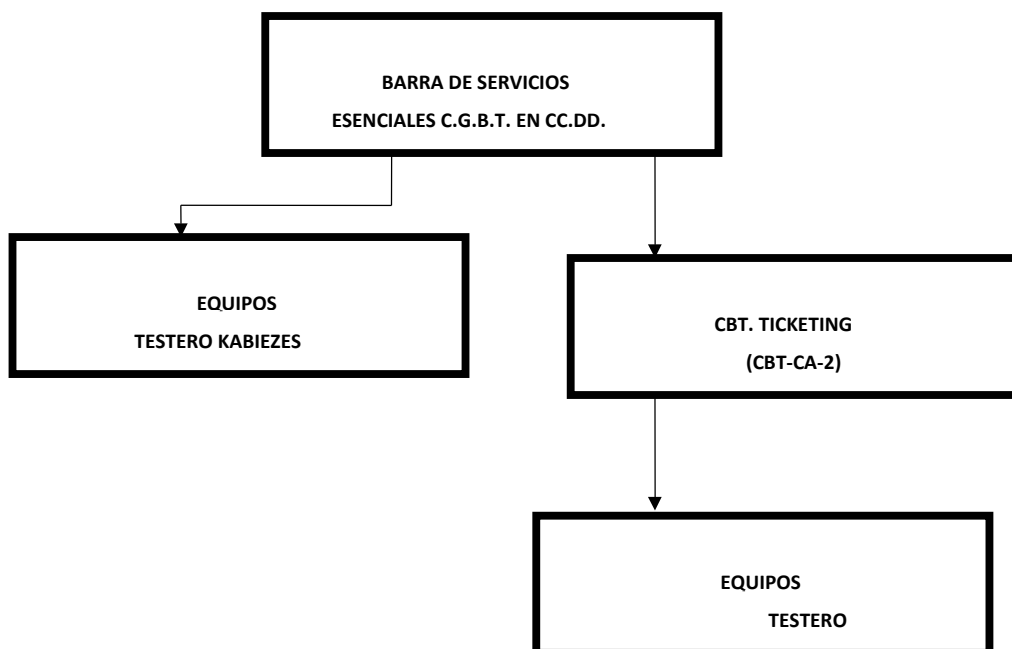 BARRA DE SERVICIOS
ESENCIALES C.G.B.T. EN CC.DD.
EQUIPOS
TESTERO KABIEZES
CBT. TICKETING
(CBT-CA-2)
EQUIPOS
TESTERO